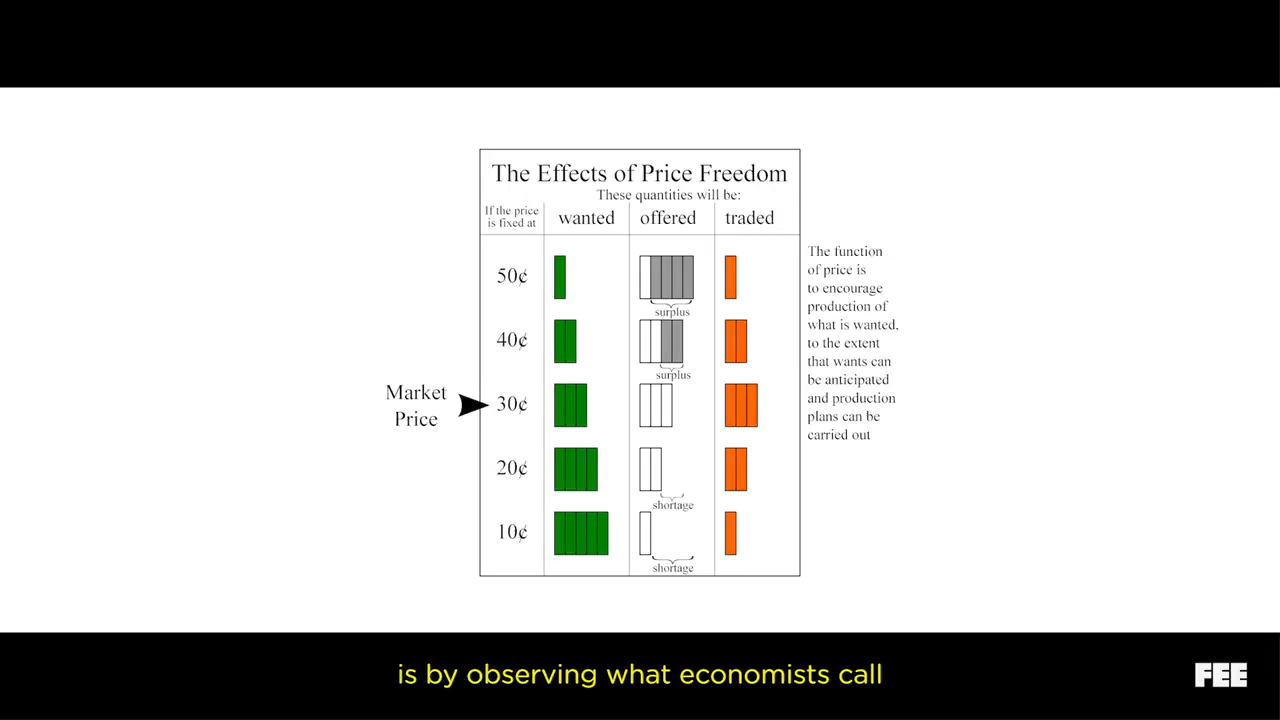 The Effects of Price Freedom
These quantities will be:
If the price
is fixed at
wanted
offered
traded
50¢
surplus
40¢
surplus
Market
Price
30¢
20¢
shortage
10¢
shortage
The function
of price is
to encourage
production of
what is wanted,
to the extent
that wants can
be anticipated
and production
plans can be
carried out
is by observing what economists call
FEE